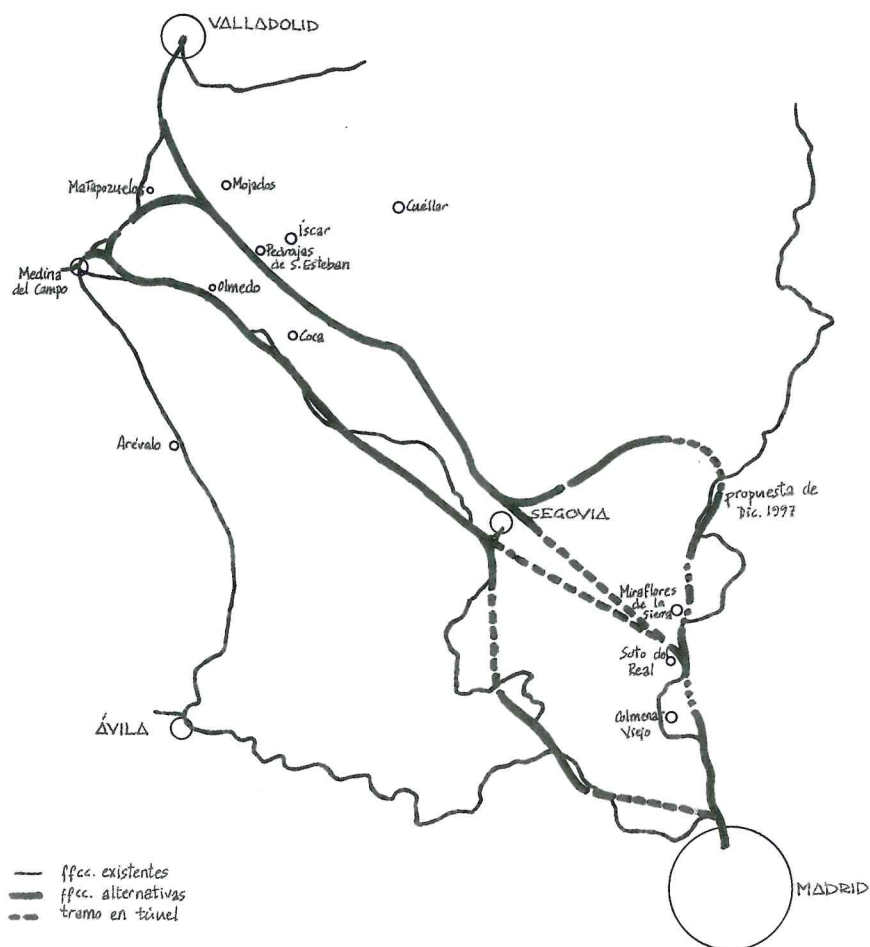 VALLADOLID
Matapozuelos
Mojados
Cuéllar
Íscar
Pedrajas
de S. Esteban
Medina
del Campo
Olmedo
Coca
Arévalo
SEGOVIA
propuesta de
Dic. 1997
Miraflores
de la
Sierra
Soto del
Real
Colmenar
Viejo
ÁVILA
MADRID
ffcc. existentes
ffcc. alternativas
tramo en túnel